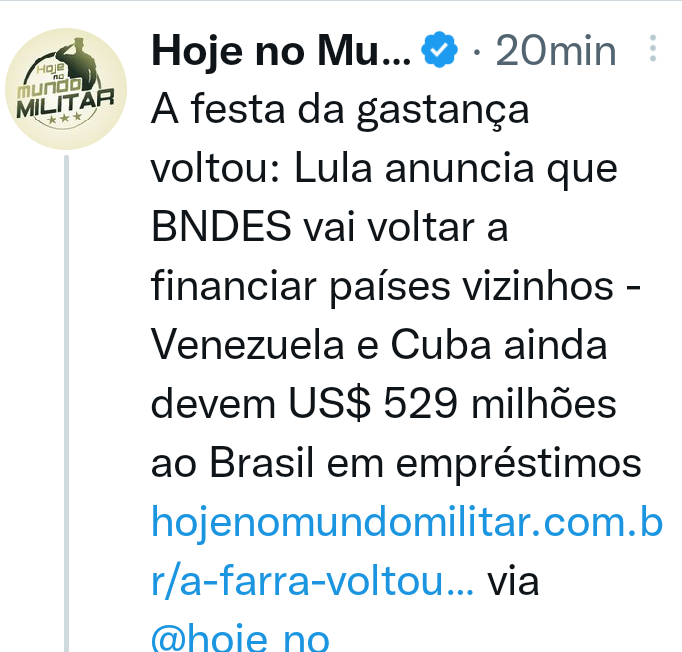 Hoje no Mu... · 20min
Hoje
no
mundo
MILITAR
A festa da gastança
voltou: Lula anuncia que
BNDES vai voltar a
financiar países vizinhos -
Venezuela e Cuba ainda
devem US$ 529 milhões
ao Brasil em empréstimos
hojenomundomilitar.com.b
r/a-farra-voltou... via
@hoje_no